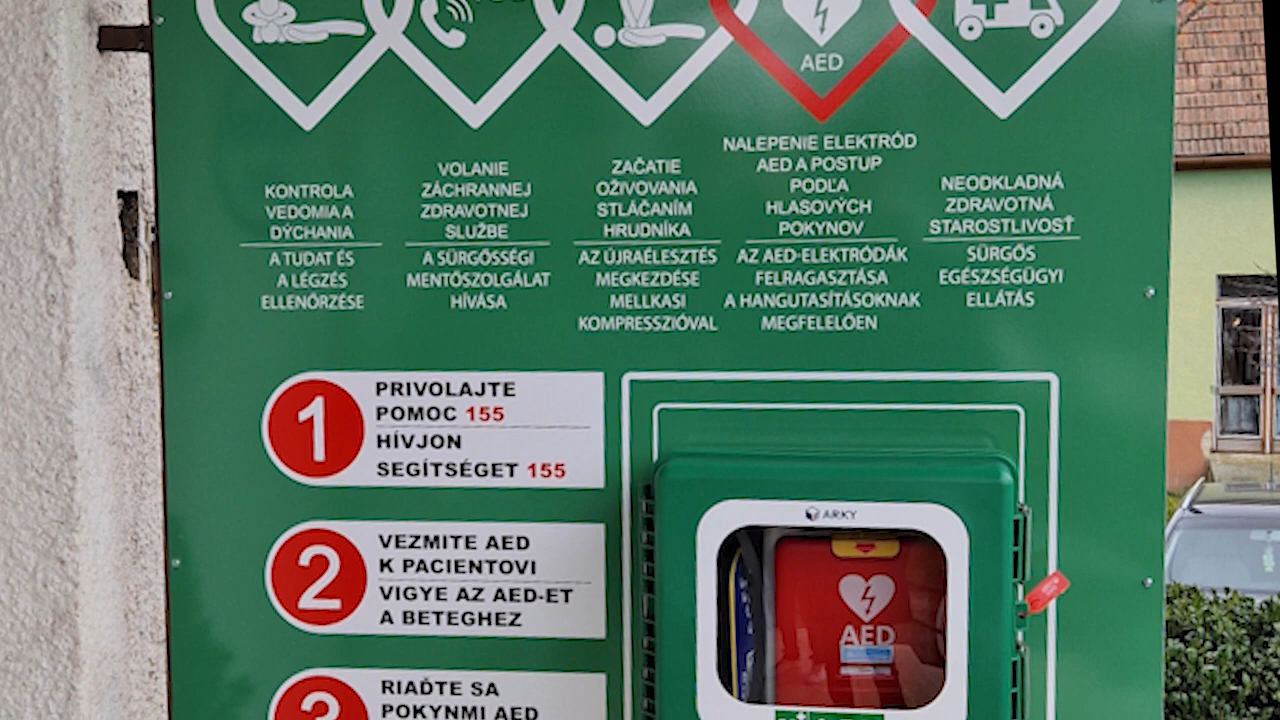 AED
KONTROLA
VEDOMIA A
DÝCHANIA
A TUDAT ÉS
A LÉGZÉS
ELLENŐRZÉSE
VOLANIE
ZÁCHRANNEJ
ZDRAVOTNEJ
SLUŽBE
A SÜRGŐSSÉGI
MENTŐSZOLGÁLAT
HÍVÁSA
ZAČATIE
OŽIVOVANIA
STLÁČANÍM
HRUDNÍKA
AZ ÚJRAÉLESZTÉS
MEGKEZDÉSE
MELLKASI
KOMPRESSZIÓVAL
NALEPENIE ELEKTRÓD
AED A POSTUP
PODĽA
HLASOVÝCH
POKYNOV
AZ AED-ELEKTRÓDÁK
FELRAGASZTÁSA
A HANGUTASÍTÁSOKNAK
MEGFELELŐEN
NEODKLADNÁ
ZDRAVOTNÁ
STAROSTLIVOSŤ
SÜRGŐS
EGÉSZSÉGÜGYI
ELLÁTÁS
1
PRIVOLAJTE
POMOC 155
HÍVJON
SEGÍTSÉGET 155
2
VEZMITE AED
K PACIENTOVI
VIGYE AZ AED-ET
A BETEGHEZ
3
RIAĎTE SA
POKYNMI AED
ARKY
AED